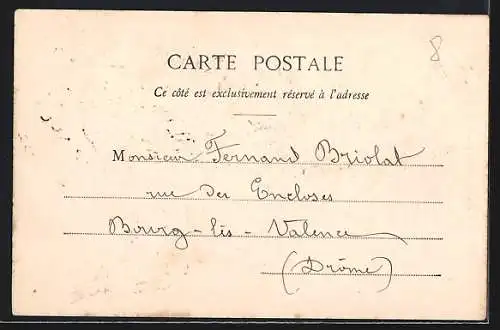 8
CARTE POSTALE
Ce côté est exclusivement réservé à l'adresse
Monsieur Fernand Briolat
rue des Encloses
Bourg-lès-Valence
(Drôme)